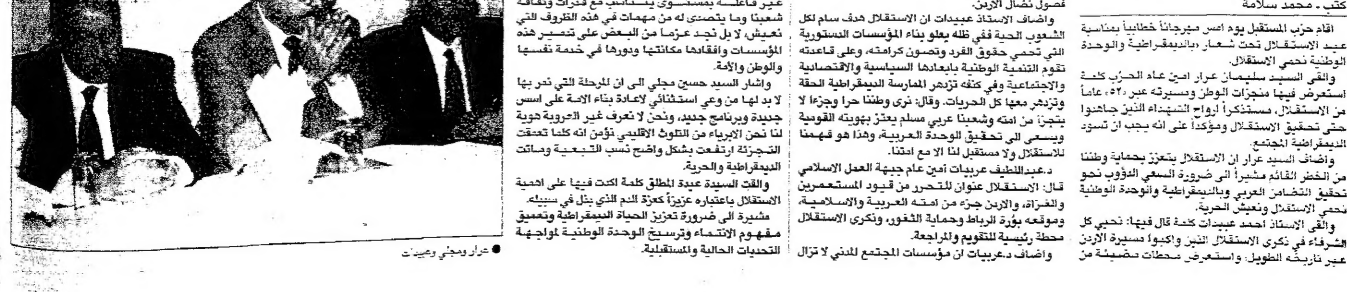 كتب ـ محمد سلامة
اقام حزب المستقبل يوم امس مهرجاناً خطابياً بمناسبة
عيد الاستقلال تحت شعار «بالديمقراطية والوحدة
الوطنية نحمي الاستقلال.
والقى السيد سليمان عرار امين عام الحزب كلمة
استعرض فيها منجزات الوطن ومسيرته عبر «٥٢» عاماً
من الاستقلال، مستذكراً ارواح الشهداء الذين جاهدوا
حتى تحقيق الاستقلال ومؤكداً على انه يجب ان تسود
الديمقراطية المجتمع.
واضاف السيد عرار ان الاستقلال يتعزز بحماية وطننا
من الخطر القائم مشيراً الى ضرورة السعي الدؤوب نحو
تحقيق التضامن العربي وبالديمقراطية والوحدة الوطنية
نحمي الاستقلال ونعيش الحرية.
والقى الاستاذ احمد عبيدات كلمة قال فيها: نحيي كل
الشرفاء في ذكرى الاستقلال الذين واكبوا مسيرة الاردن
عبر تاريخه الطويل، واستعرض محطات مضيئة من
فصول نضال الاردن.
واضاف الاستاذ عبيدات ان الاستقلال هدف سام لكل
الشعوب الحية ففي ظله يعلو بناء المؤسسات الدستورية
التي تحمي حقوق الفرد وتصون كرامته، وعلى قاعدته
تقوم التنمية الوطنية بابعادها السياسية والاقتصادية
والاجتماعية وفي كنفه تزدهر الممارسة الديمقراطية الحقة
وتزدهر معها كل الحريات. وقال: نرى وطننا حرا وجزءا لا
يتجزأ من امته وشعبنا عربي مسلم يعتز بهويته القومية
ويسعى الى تحقيق الوحدة العربية، وهذا هو فهمنا
للاستقلال ولا مستقبل لنا الا مع امتنا.
د.عبداللطيف عربيات أمين عام جبهة العمل الاسلامي
قال: الاستقلال عنوان للتحرر من قيود المستعمرين
والغزاة، والاردن جزء من امته العربية والاسلامية،
وموقعه بؤرة الرباط وحماية الثغور، وذكرى الاستقلال
محطة رئيسية للتقويم والمراجعة.
واضاف د.عربيات ان مؤسسات المجتمع المدني لا تزال
غير فاعلة بمستوى يتناسب مع قدرات وثقافة
شعبنا وما يتصدى له من مهمات في هذه الظروف التي
نعيش، لا بل نجد عزماً من البعض على تدمير هذه
المؤسسات وافقادها مكانتها ودورها في خدمة نفسها
والوطن والأمة.
واشار السيد حسين مجلي الى ان المرحلة التي نمر بها
لا بد لها من وعي استثنائي لاعادة بناء الامة على اسس
جديدة وبرنامج جديد، ونحن لا نعرف غير العروبة هوية
لنا نحن الابرياء من التلوث الاقليمي نؤمن انه كلما تعمقت
التجزئة ارتفعت بشكل واضح نسب التبعية وماتت
الديمقراطية و الحرية.
والقت السيدة عبدة المطلق كلمة اكدت فيها على اهمية
الاستقلال باعتباره عزيزاً كعزة الدم الذي بذل في سبيله.
مشيرة الى ضرورة تعزيز الحياة الديمقراطية وتعميق
مفهوم الانتماء وترسيخ الوحدة الوطنية لمواجهة
التحديات الحالية والمستقبلية.
● عرار ومجلي وعبيدات